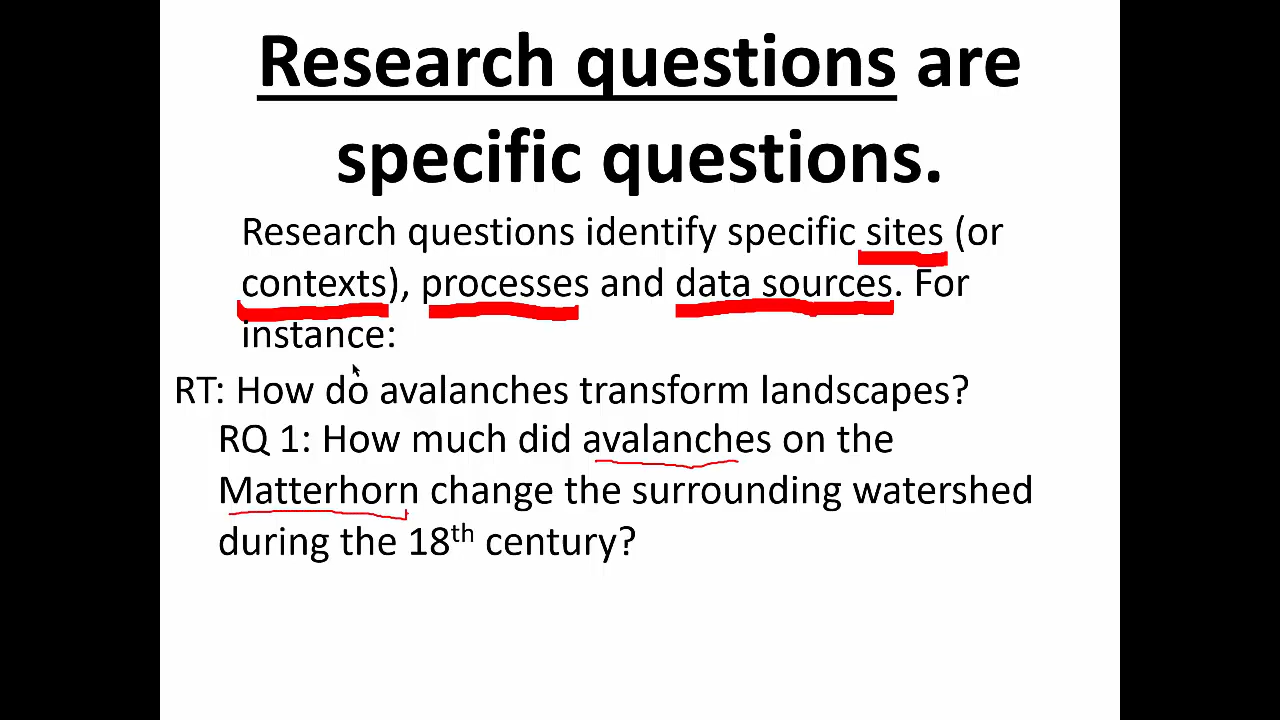 Research questions are
specific questions.
Research questions identify specific sites (or
contexts), processes and data sources. For
instance:
RT: How do avalanches transform landscapes?
RQ 1: How much did avalanches on the
Matterhorn change the surrounding watershed
during the 18th century?